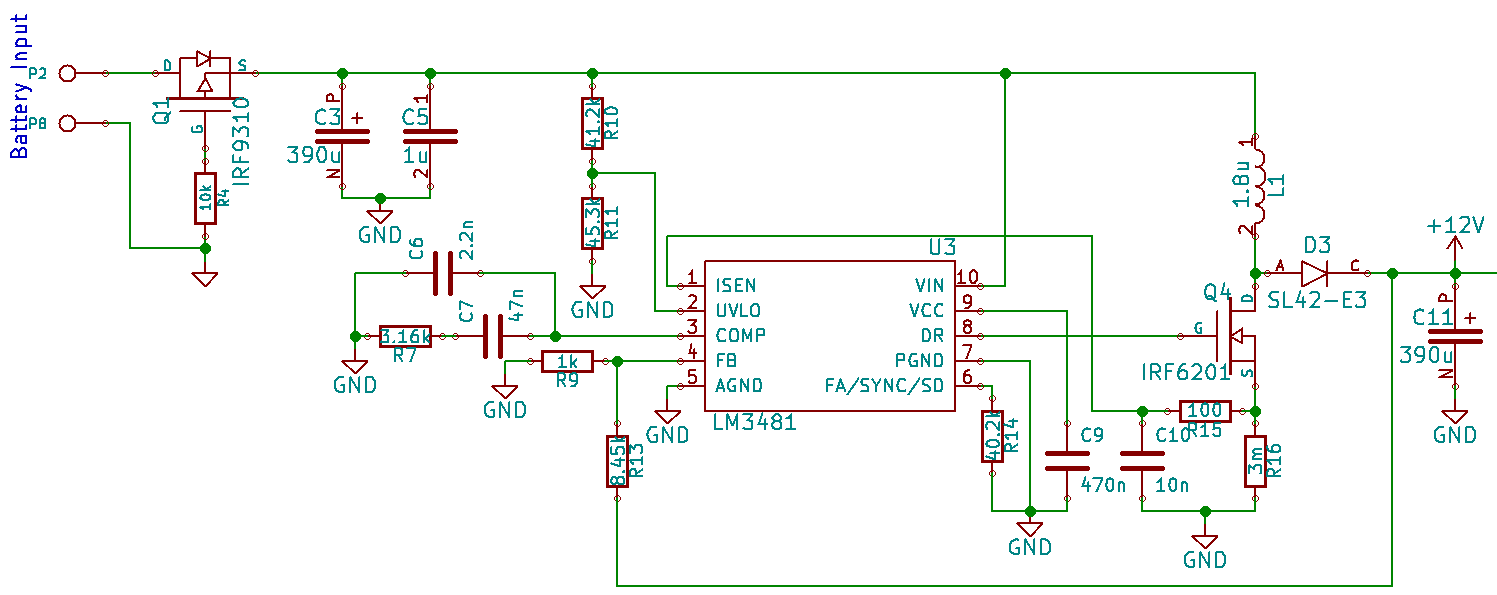 Battery Input
P2
P8
D
S
Q1
G
IRF9310
10k
R4
P
C3
+
390u
N
1
C5
1u
2
GND
41.2k
R10
45.3k
R11
GND
C6
2.2n
C7
47n
3.16k
R7
GND
1k
R9
GND
8.45k
R13
GND
U3
1 ISEN
2 UVLO
3 COMP
4 FB
5 AGND
VIN 10
VCC 9
DR 8
PGND 7
FA/SYNC/SD 6
LM3481
40.2k
R14
C9
470n
GND
C10
10n
100
R15
3m
R16
GND
1
1.8u
L1
2
Q4
D
G
S
IRF6201
D3
A
C
SL42-E3
+12V
P
C11
+
390u
N
GND